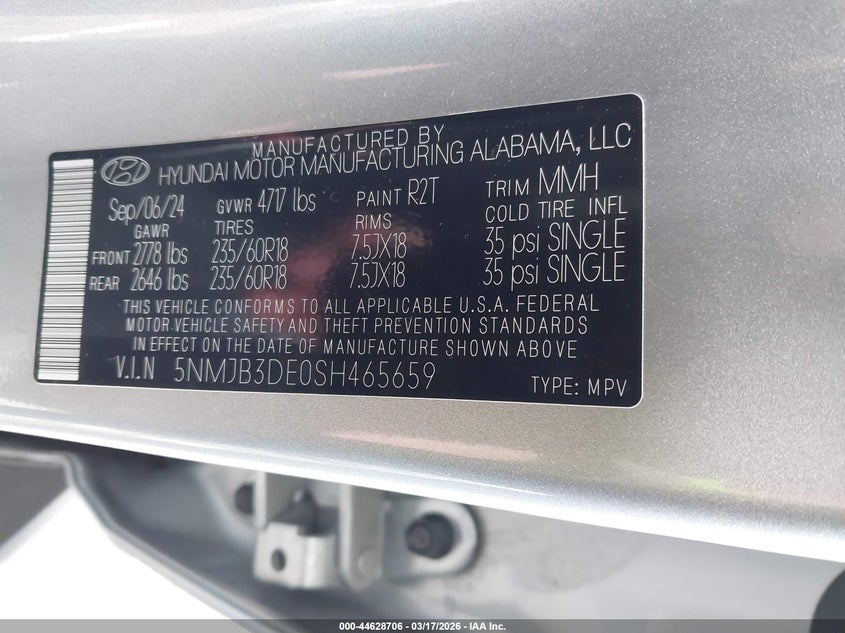 MANUFACTURED BY
HYUNDAI MOTOR MANUFACTURING ALABAMA, LLC
Sep/06/24 GVWR 4717 lbs PAINT R2T TRIM MMH
GAWR TIRES RIMS COLD TIRE INFL
FRONT 2778 lbs 235/60R18 7.5JX18 35 psi SINGLE
REAR 2646 lbs 235/60R18 7.5JX18 35 psi SINGLE
THIS VEHICLE CONFORMS TO ALL APPLICABLE U.S.A. FEDERAL
MOTOR VEHICLE SAFETY AND THEFT PREVENTION STANDARDS
IN EFFECT ON THE DATE OF MANUFACTURE SHOWN ABOVE
V.I.N 5NMJB3DE0SH465659 TYPE: MPV
000-44628706 - 03/17/2026 - IAA Inc.